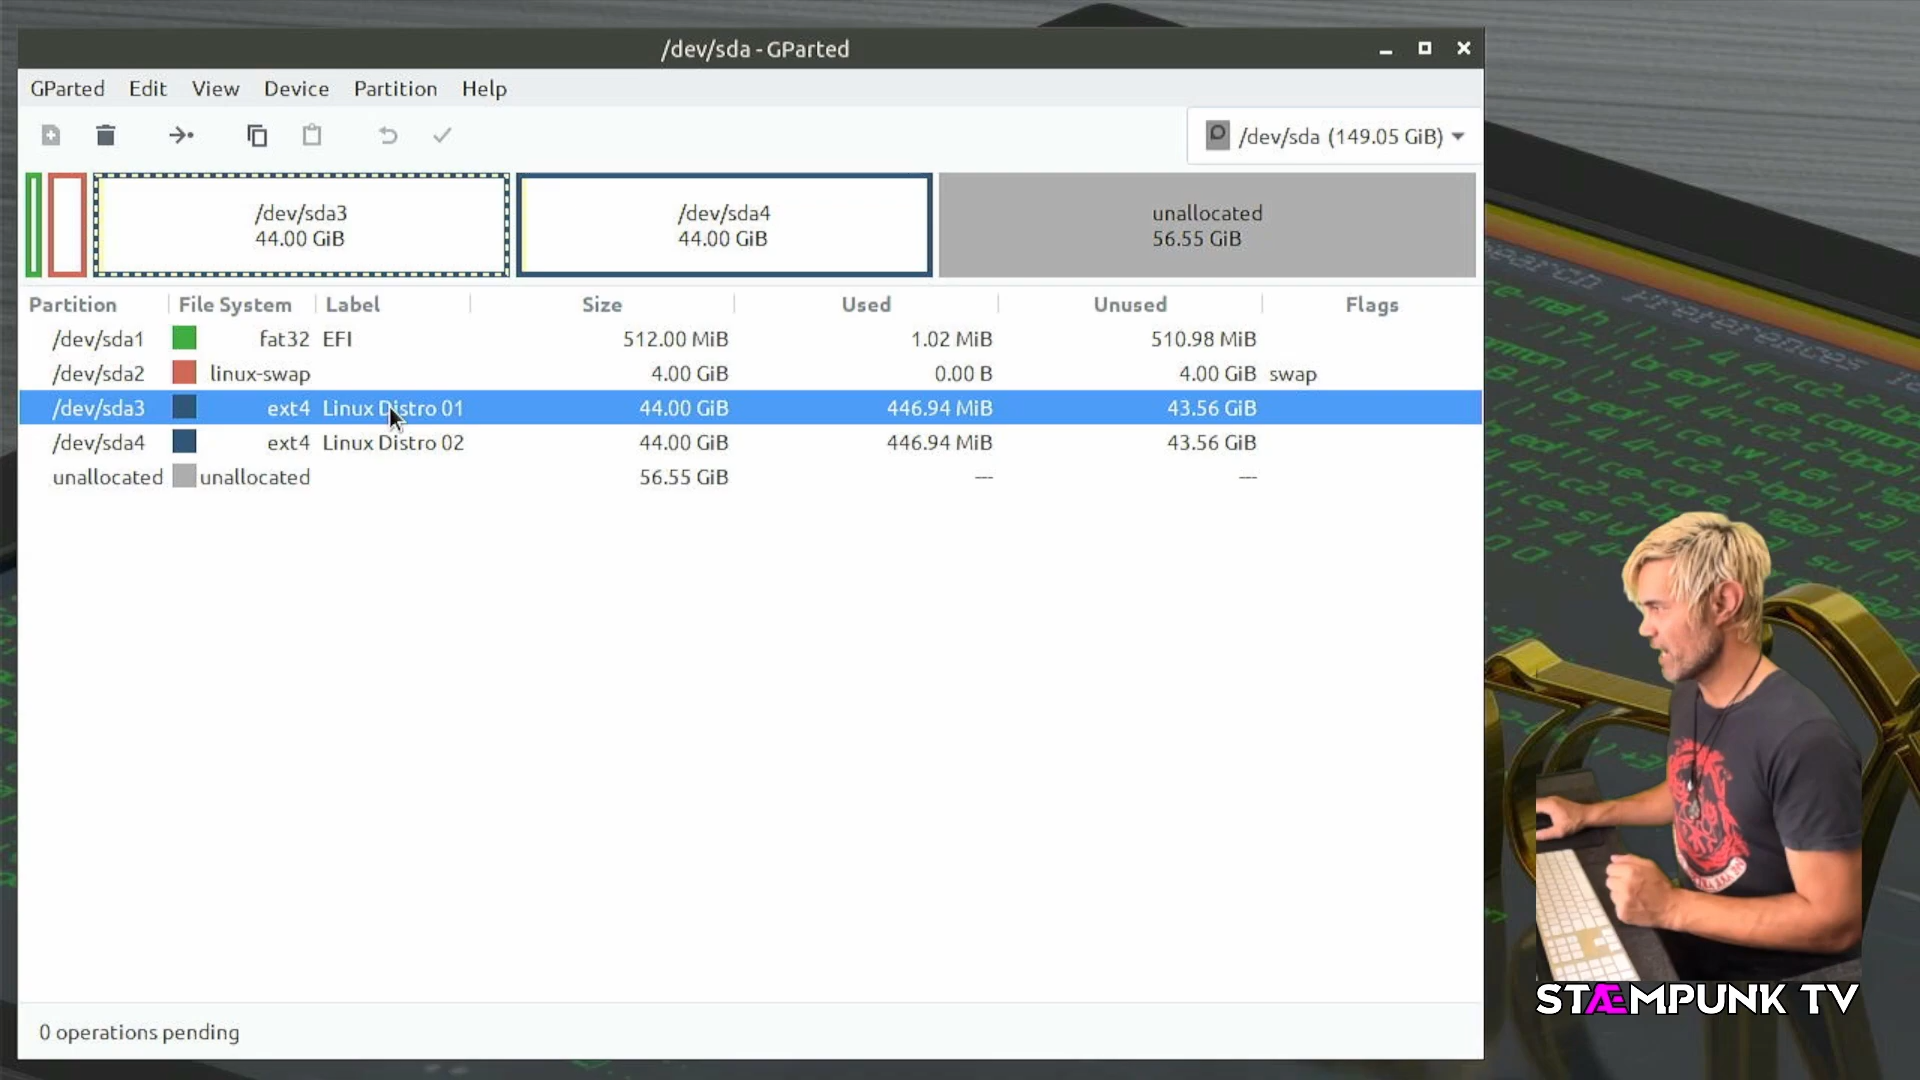 /dev/sda - GParted
GParted Edit View Device Partition Help
/dev/sda (149.05 GiB)
/dev/sda3
44.00 GiB
/dev/sda4
44.00 GiB
unallocated
56.55 GiB
Partition File System Label Size Used Unused Flags
/dev/sda1 fat32 EFI 512.00 MiB 1.02 MiB 510.98 MiB
/dev/sda2 linux-swap 4.00 GiB 0.00 B 4.00 GiB swap
/dev/sda3 ext4 Linux Distro 01 44.00 GiB 446.94 MiB 43.56 GiB
/dev/sda4 ext4 Linux Distro 02 44.00 GiB 446.94 MiB 43.56 GiB
unallocated unallocated 56.55 GiB --- ---
0 operations pending
STÆMPUNK TV